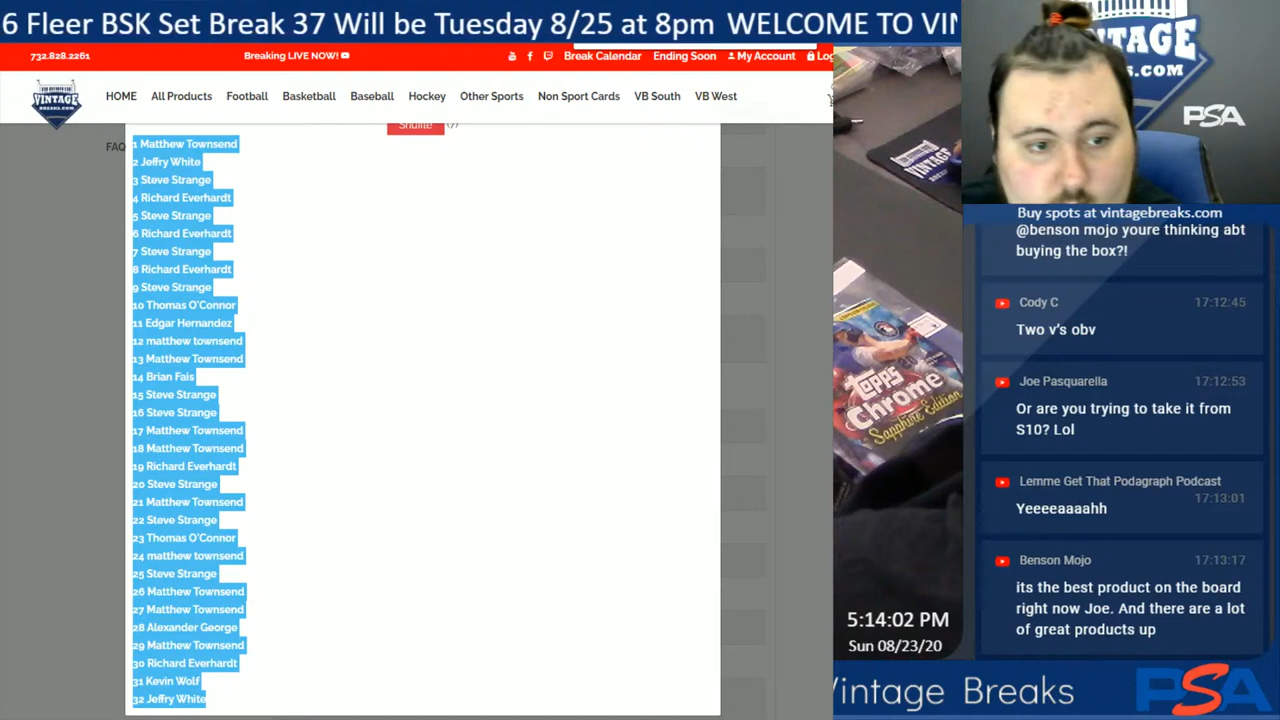 6 Fleer BSK Set Break 37 Will be Tuesday 8/25 at 8pm WELCOME TO VIN
732.828.2261
Breaking LIVE NOW!
Break Calendar
Ending Soon
My Account
Log
VINTAGE
BREAKS.COM
HOME
All Products
Football
Basketball
Baseball
Hockey
Other Sports
Non Sport Cards
VB South
VB West
FAQ
Shuffle (7)
1 Matthew Townsend
2 Jeffry White
3 Steve Strange
4 Richard Everhardt
5 Steve Strange
6 Richard Everhardt
7 Steve Strange
8 Richard Everhardt
9 Steve Strange
10 Thomas O'Connor
11 Edgar Hernandez
12 matthew townsend
13 Matthew Townsend
14 Brian Fais
15 Steve Strange
16 Steve Strange
17 Matthew Townsend
18 Matthew Townsend
19 Richard Everhardt
20 Steve Strange
21 Matthew Townsend
22 Steve Strange
23 Thomas O'Connor
24 matthew townsend
25 Steve Strange
26 Matthew Townsend
27 Matthew Townsend
28 Alexander George
29 Matthew Townsend
30 Richard Everhardt
31 Kevin Wolf
32 Jeffry White
VINTAGE
Topps
Chrome
Sapphire Edition
5:14:02 PM
Sun 08/23/20
NTAGE
S.COM
PSA
Buy spots at vintagebreaks.com
@benson mojo youre thinking abt
buying the box?!
Cody C 17:12:45
Two v's obv
Joe Pasquarella 17:12:53
Or are you trying to take it from
S10? Lol
Lemme Get That Podagraph Podcast
17:13:01
Yeeeeaaaahh
Benson Mojo 17:13:17
its the best product on the board
right now Joe. And there are a lot
of great products up
Vintage Breaks
PSA